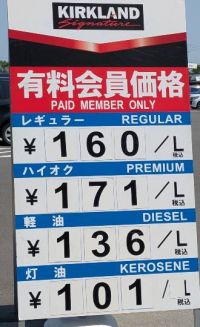 KIRKLAND
Signature
有料会員価格
PAID MEMBER ONLY
レギュラー REGULAR
¥ 160 /L 税込
ハイオク PREMIUM
¥ 171 /L 税込
軽油 DIESEL
¥ 136 /L 税込
灯油 KEROSENE
¥ 101 /L 税込